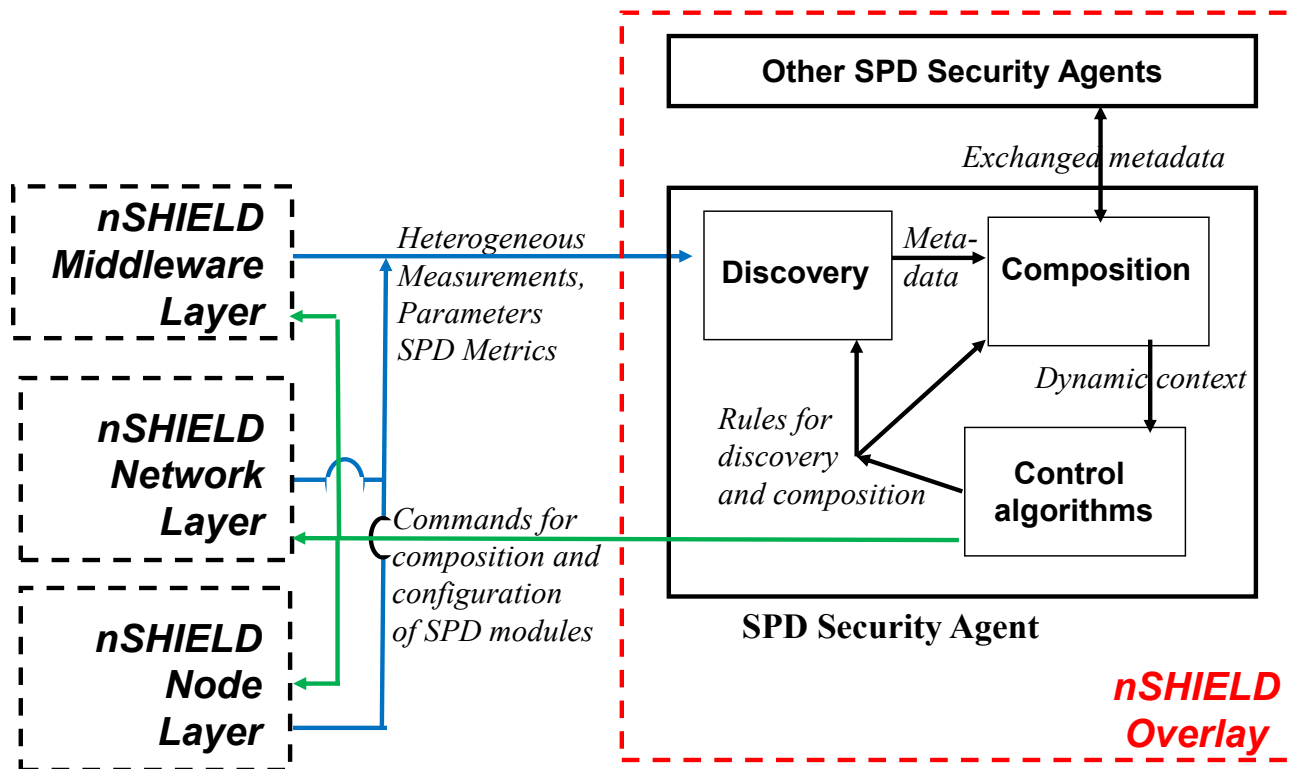 Other SPD Security Agents
Exchanged metadata
nSHIELD
Middleware
Layer
Heterogeneous
Measurements,
Parameters
SPD Metrics
Discovery
Meta-
data
Composition
Dynamic context
nSHIELD
Network
Layer
Rules for
discovery
and composition
Control
algorithms
Commands for
composition and
configuration
of SPD modules
nSHIELD
Node
Layer
SPD Security Agent
nSHIELD
Overlay